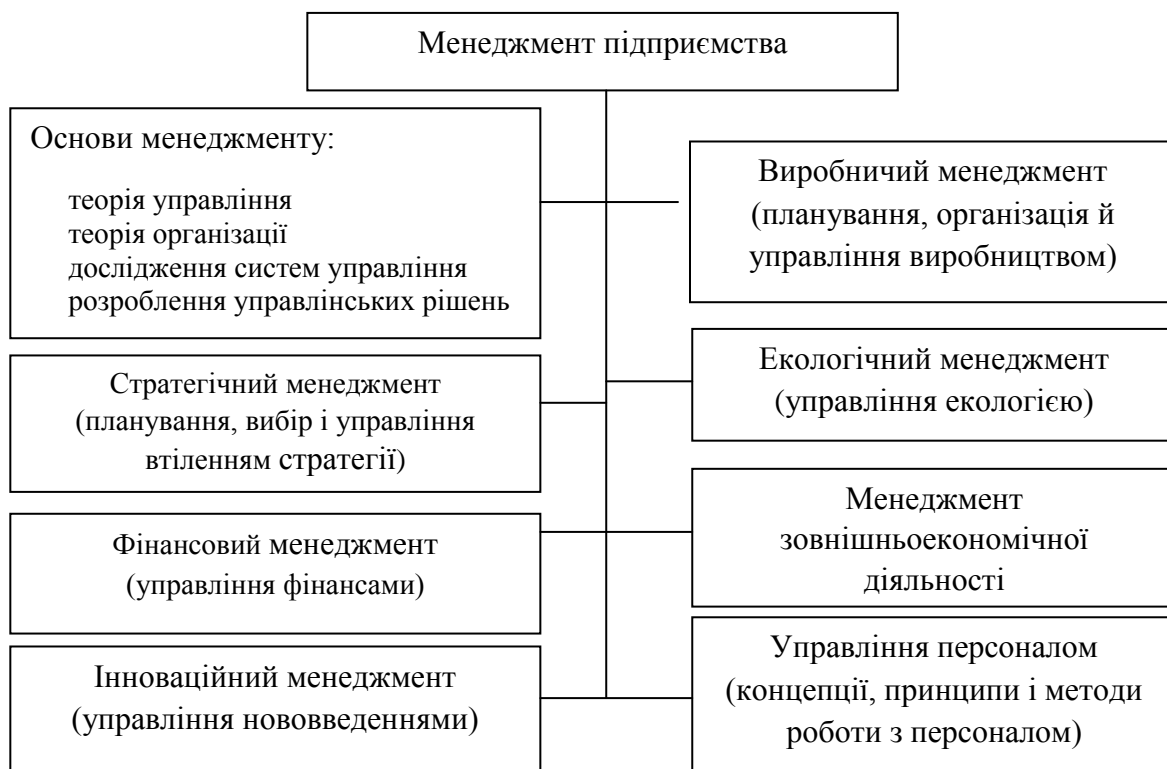 Менеджмент підприємства
Основи менеджменту:
теорія управління
теорія організації
дослідження систем управління
розроблення управлінських рішень
Стратегічний менеджмент
(планування, вибір і управління
втіленням стратегії)
Фінансовий менеджмент
(управління фінансами)
Інноваційний менеджмент
(управління нововведеннями)
Виробничий менеджмент
(планування, організація й
управління виробництвом)
Екологічний менеджмент
(управління екологією)
Менеджмент
зовнішньоекономічної
діяльності
Управління персоналом
(концепції, принципи і методи
роботи з персоналом)